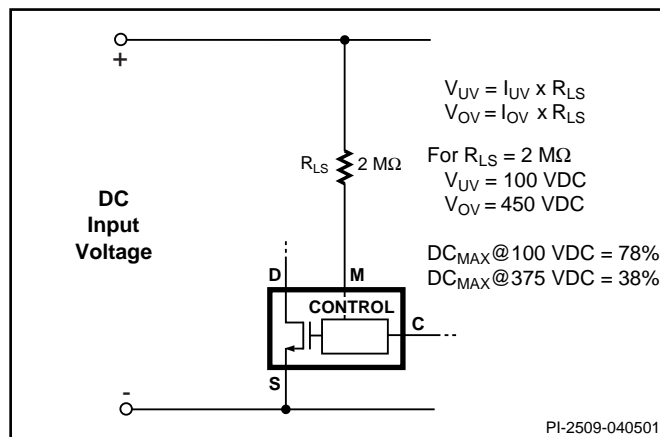 +
V_UV = I_UV x R_LS
V_OV = I_OV x R_LS
R_LS 2 MΩ
For R_LS = 2 MΩ
V_UV = 100 VDC
V_OV = 450 VDC
DC
Input
Voltage
DC_MAX@100 VDC = 78%
DC_MAX@375 VDC = 38%
D
M
CONTROL
C
S
-
PI-2509-040501